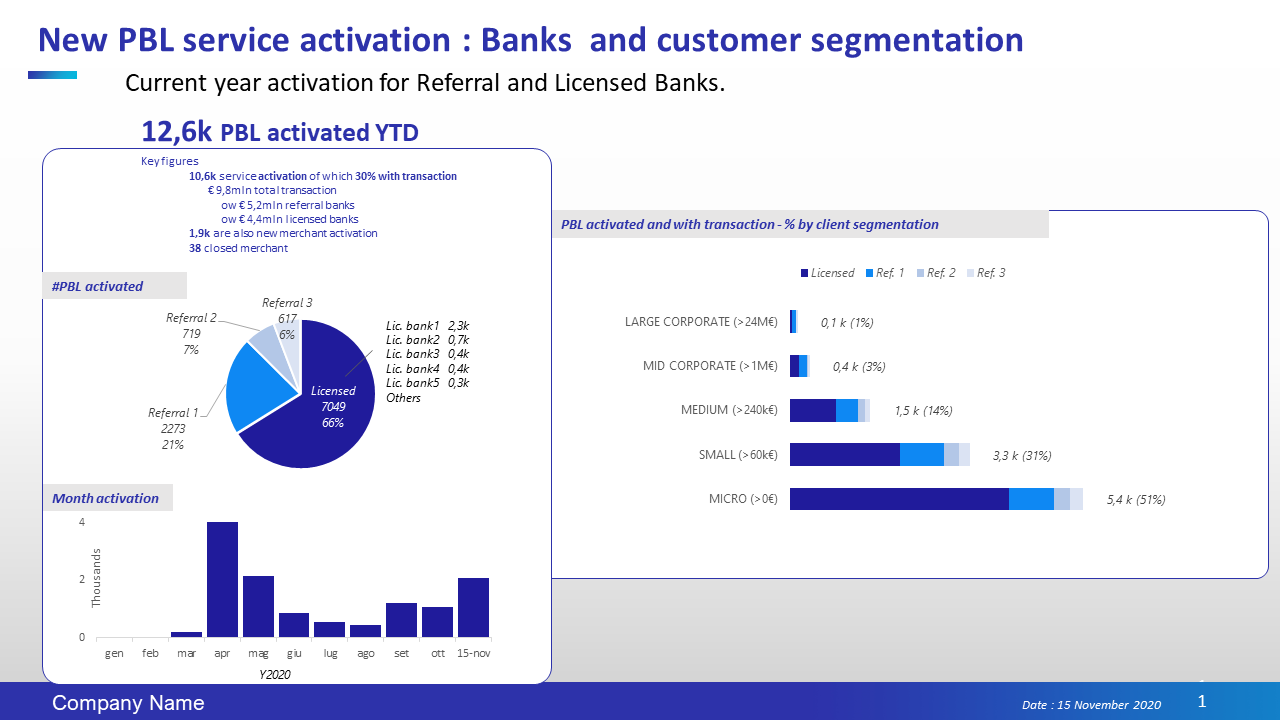 New PBL service activation : Banks  and customer segmentation
Current year activation for Referral and Licensed Banks.
12,6k PBL activated YTD
Key figures
10,6k service activation of which 30% with transaction
€ 9,8mln total transaction
ow € 5,2mln referral banks
ow € 4,4mln licensed banks
1,9k are also new merchant activation
38 closed merchant
#PBL activated
Referral 3
617
6%
Referral 2
719
7%
Referral 1
2273
21%
Licensed
7049
66%
Lic. bank1 2,3k
Lic. bank2 0,7k
Lic. bank3 0,4k
Lic. bank4 0,4k
Lic. bank5 0,3k
Others
Month activation
4
2
0
Thousands
gen feb mar apr mag giu lug ago set ott 15-nov
Y2020
PBL activated and with transaction - % by client segmentation
Licensed Ref. 1 Ref. 2 Ref. 3
LARGE CORPORATE (>24M€) 0,1 k (1%)
MID CORPORATE (>1M€) 0,4 k (3%)
MEDIUM (>240k€) 1,5 k (14%)
SMALL (>60k€) 3,3 k (31%)
MICRO (>0€) 5,4 k (51%)
Company Name
Date : 15 November 2020
1